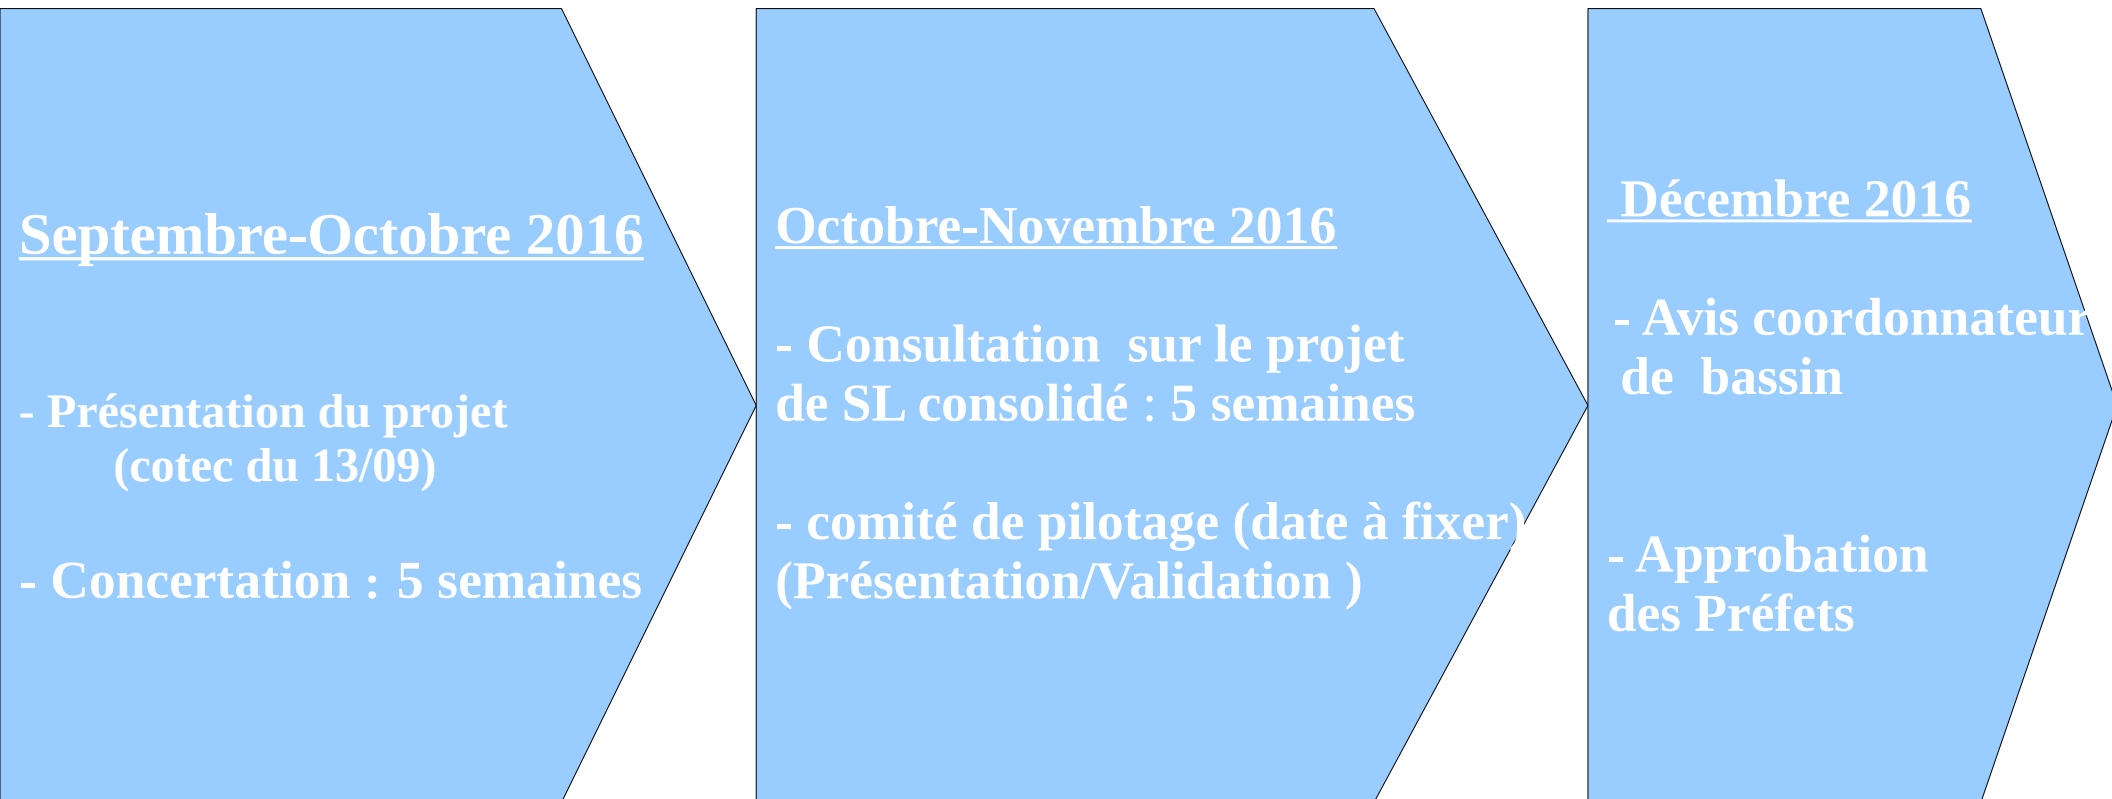 Septembre-Octobre 2016
- Présentation du projet
(cotec du 13/09)
- Concertation : 5 semaines
Octobre-Novembre 2016
- Consultation sur le projet
de SL consolidé : 5 semaines
- comité de pilotage (date à fixer)
(Présentation/Validation )
Décembre 2016
- Avis coordonnateur
de bassin
- Approbation
des Préfets